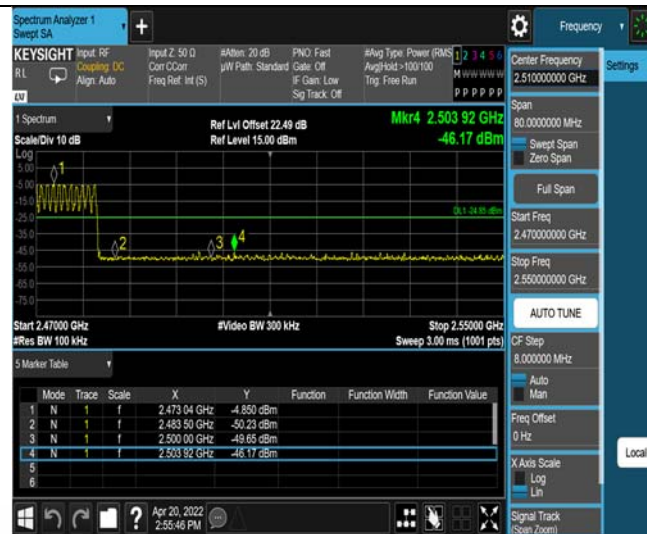 Spectrum Analyzer 1
Swept SA
+
Frequency
KEYSIGHT
RL
Input: RF
Coupling: DC
Align: Auto
Input Z: 50 Ω
Corr CCorr
Freq Ref: Int (S)
#Atten: 20 dB
µW Path: Standard
PNO: Fast
Gate: Off
IF Gain: Low
Sig Track: Off
#Avg Type: Power (RMS
Avg|Hold:>100/100
Trig: Free Run
1 2 3 4 5 6
M W W W W W
P P P P P P
1 Spectrum
Scale/Div 10 dB
Ref Lvl Offset 22.49 dB
Ref Level 15.00 dBm
Mkr4 2.503 92 GHz
-46.17 dBm
Log
5.00
-5.00
-15.0
-25.0
-35.0
-45.0
-55.0
-65.0
-75.0
1
2
3
4
DL1 -24.85 dBm
Start 2.47000 GHz
#Res BW 100 kHz
#Video BW 300 kHz
Stop 2.55000 GHz
Sweep 3.00 ms (1001 pts)
5 Marker Table
Mode Trace Scale X Y Function Function Width Function Value
1 N 1 f 2.473 04 GHz -4.850 dBm
2 N 1 f 2.483 50 GHz -50.23 dBm
3 N 1 f 2.500 00 GHz -49.65 dBm
4 N 1 f 2.503 92 GHz -46.17 dBm
5
6
?
Apr 20, 2022
2:55:46 PM
Center Frequency
2.510000000 GHz
Span
80.0000000 MHz
Swept Span
Zero Span
Full Span
Start Freq
2.470000000 GHz
Stop Freq
2.550000000 GHz
AUTO TUNE
CF Step
8.000000 MHz
Auto
Man
Freq Offset
0 Hz
X Axis Scale
Log
Lin
Signal Track
(Span Zoom)
Settings
Local